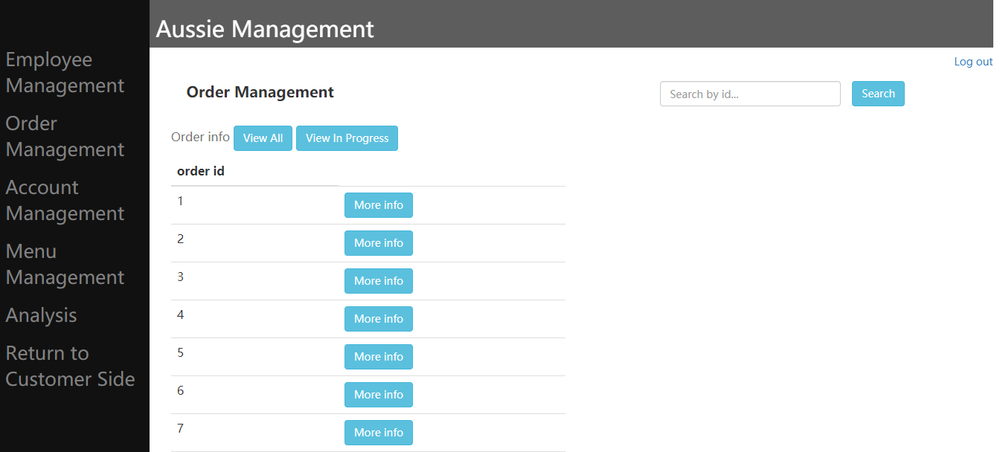 Aussie Management
Log out
Employee
Management
Order
Management
Account
Management
Menu
Management
Analysis
Return to
Customer Side
Order Management
Search by id...
Search
Order info View All View In Progress
order id
1 More info
2 More info
3 More info
4 More info
5 More info
6 More info
7 More info